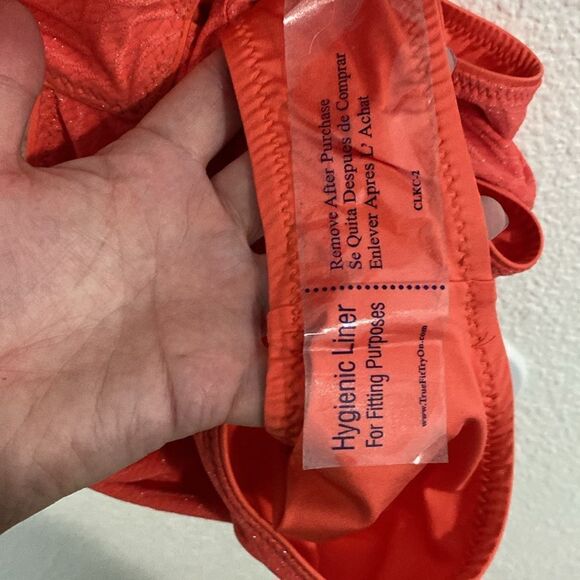 Remove After Purchase
Se Quita Despues de Comprar
Enlever Apres L' Achat
CLKC-2
Hygienic Liner
For Fitting Purposes
www.TrueFitTryOn.com